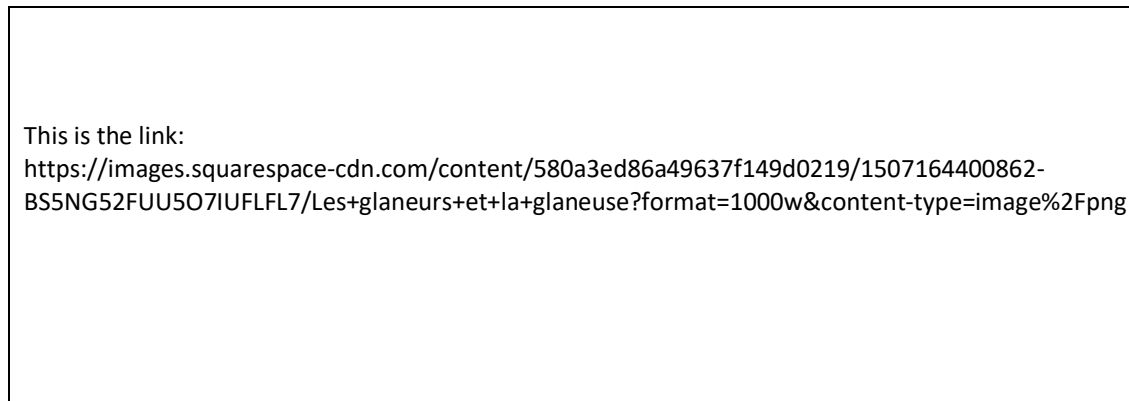 This is the link:
https://images.squarespace-cdn.com/content/580a3ed86a49637f149d0219/1507164400862-
BS5NG52FUU5O7IUFLFL7/Les+glaneurs+et+la+glaneuse?format=1000w&content-type=image%2Fpng